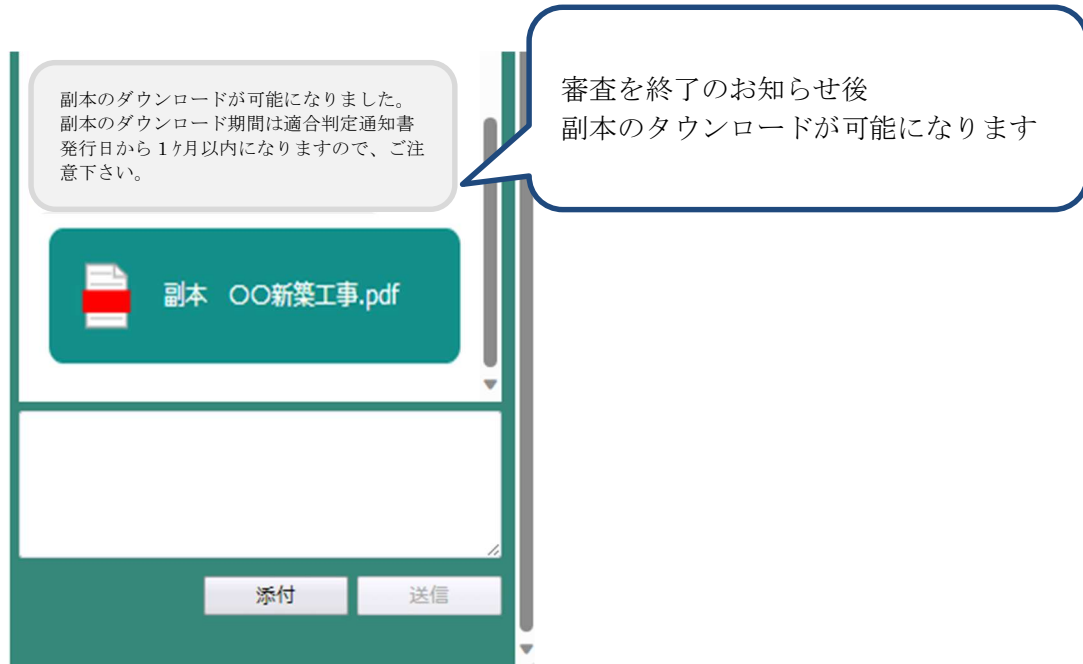 副本のダウンロードが可能になりました。
副本のダウンロード期間は適合判定通知書
発行日から１ｹ月以内になりますので、ご注
意下さい。
審査を終了のお知らせ後
副本のタウンロードが可能になります
副本　〇〇新築工事.pdf
添付
送信